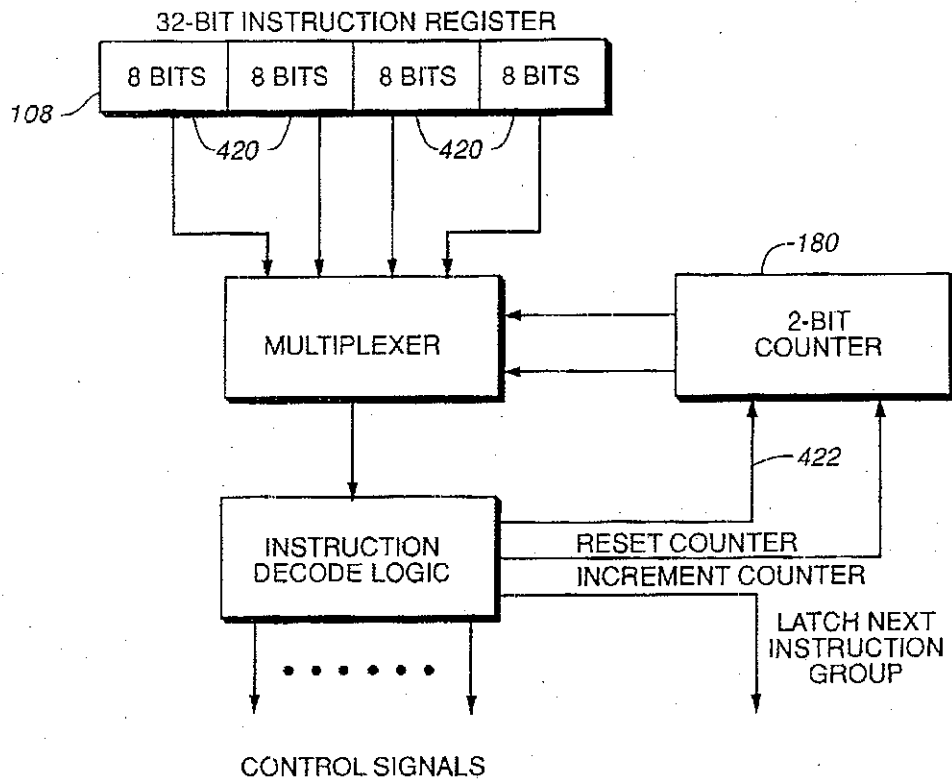 32-BIT INSTRUCTION REGISTER
8 BITS 8 BITS 8 BITS 8 BITS
108
420 420
180
2-BIT
COUNTER
MULTIPLEXER
422
INSTRUCTION
DECODE LOGIC
RESET COUNTER
INCREMENT COUNTER
LATCH NEXT
INSTRUCTION
GROUP
CONTROL SIGNALS